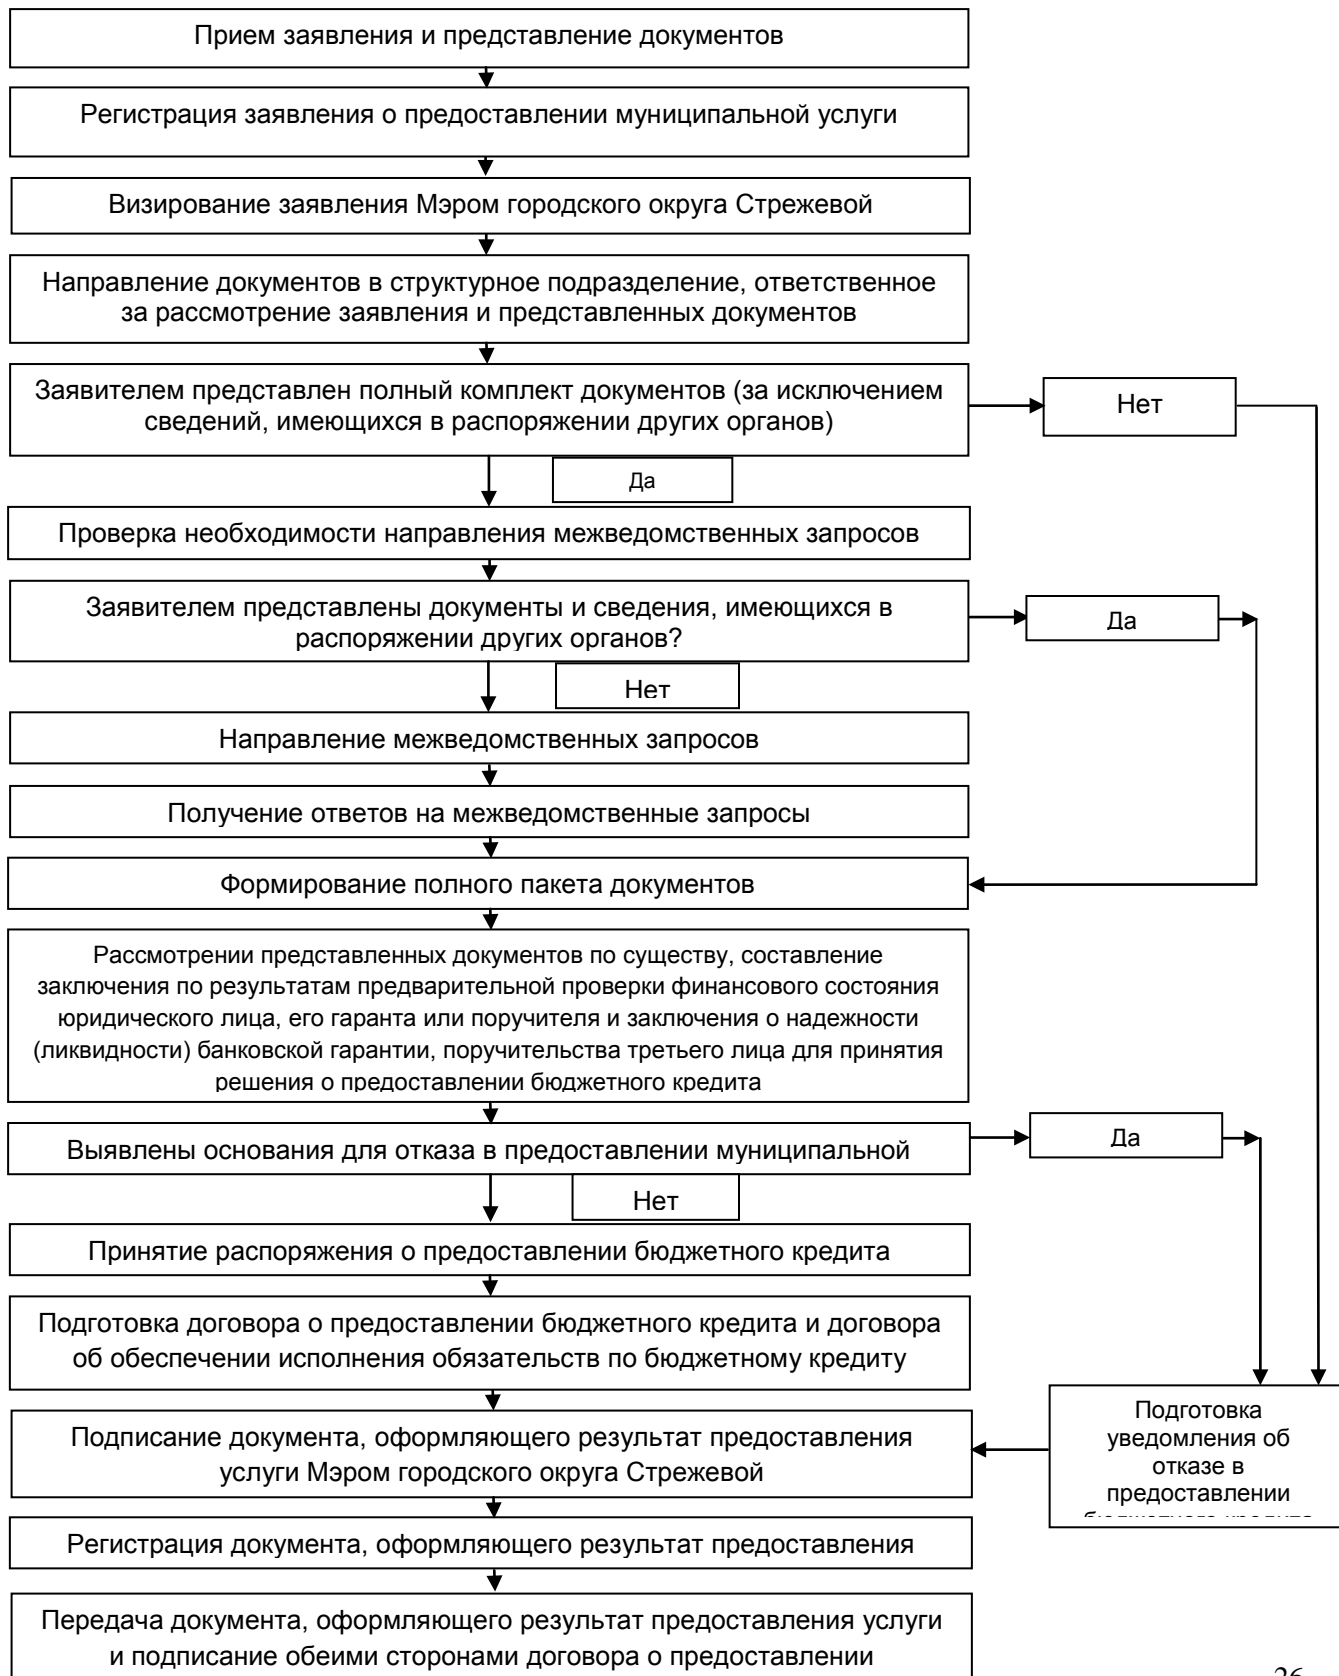 Прием заявления и представление документов
Регистрация заявления о предоставлении муниципальной услуги
Визирование заявления Мэром городского округа Стрежевой
Направление документов в структурное подразделение, ответственное
за рассмотрение заявления и представленных документов
Заявителем представлен полный комплект документов (за исключением
сведений, имеющихся в распоряжении других органов)
Нет
Да
Проверка необходимости направления межведомственных запросов
Заявителем представлены документы и сведения, имеющихся в
распоряжении других органов?
Да
Нет
Направление межведомственных запросов
Получение ответов на межведомственные запросы
Формирование полного пакета документов
Рассмотрении представленных документов по существу, составление
заключения по результатам предварительной проверки финансового состояния
юридического лица, его гаранта или поручителя и заключения о надежности
(ликвидности) банковской гарантии, поручительства третьего лица для принятия
решения о предоставлении бюджетного кредита
Выявлены основания для отказа в предоставлении муниципальной
Да
Нет
Принятие распоряжения о предоставлении бюджетного кредита
Подготовка договора о предоставлении бюджетного кредита и договора
об обеспечении исполнения обязательств по бюджетному кредиту
Подготовка
уведомления об
отказе в
предоставлении
Подписание документа, оформляющего результат предоставления
услуги Мэром городского округа Стрежевой
Регистрация документа, оформляющего результат предоставления
Передача документа, оформляющего результат предоставления услуги
и подписание обеими сторонами договора о предоставлении
26